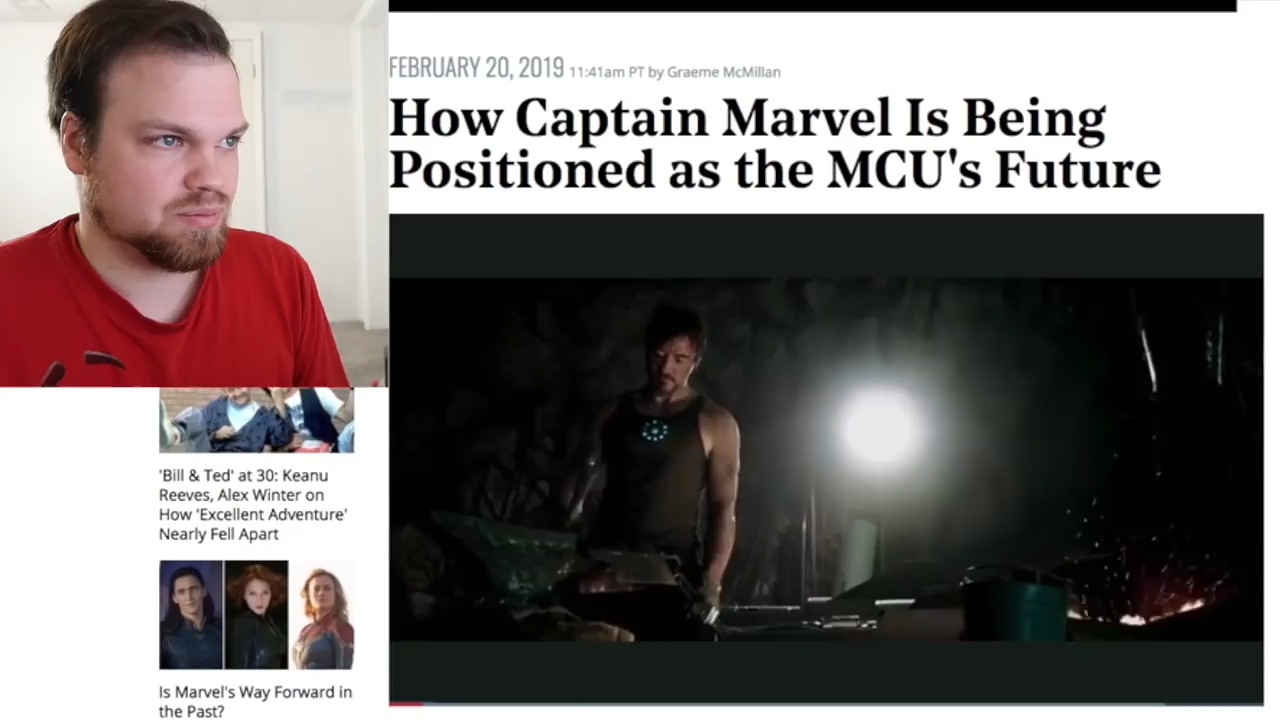 FEBRUARY 20, 2019 11:41am PT by Graeme McMillan
How Captain Marvel Is Being
Positioned as the MCU's Future
'Bill & Ted' at 30: Keanu
Reeves, Alex Winter on
How 'Excellent Adventure'
Nearly Fell Apart
Is Marvel's Way Forward in
the Past?